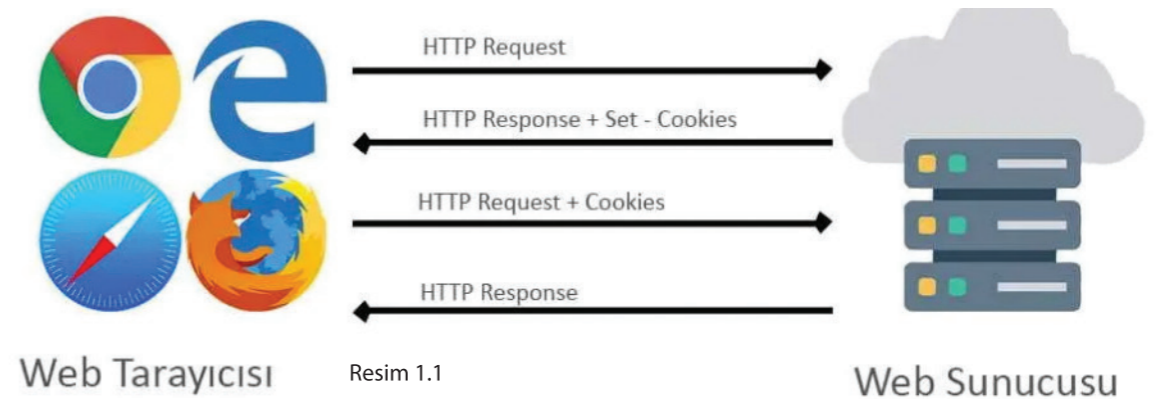 HTTP Request
HTTP Response + Set - Cookies
HTTP Request + Cookies
HTTP Response
Web Tarayıcısı
Resim 1.1
Web Sunucusu